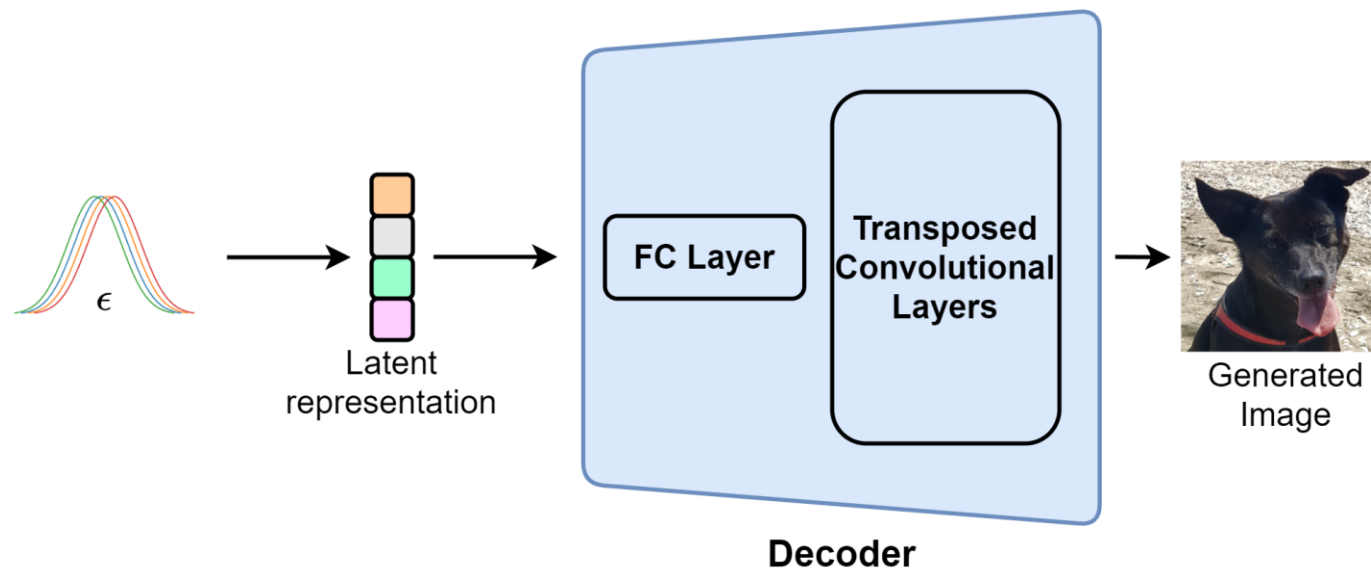 ϵ
Latent
representation
FC Layer
Transposed
Convolutional
Layers
Decoder
Generated
Image